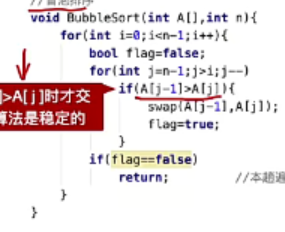 //冒泡排序
void BubbleSort(int A[],int n){
for(int i=0;i<n-1;i++){
bool flag=false;
for(int j=n-1;j>i;j--)
if(A[j-1]>A[j]){
]>A[j]时才交
算法是稳定的
swap(A[j-1],A[j]);
flag=true;
}
if(flag==false)
return; //本趟遍
}
}